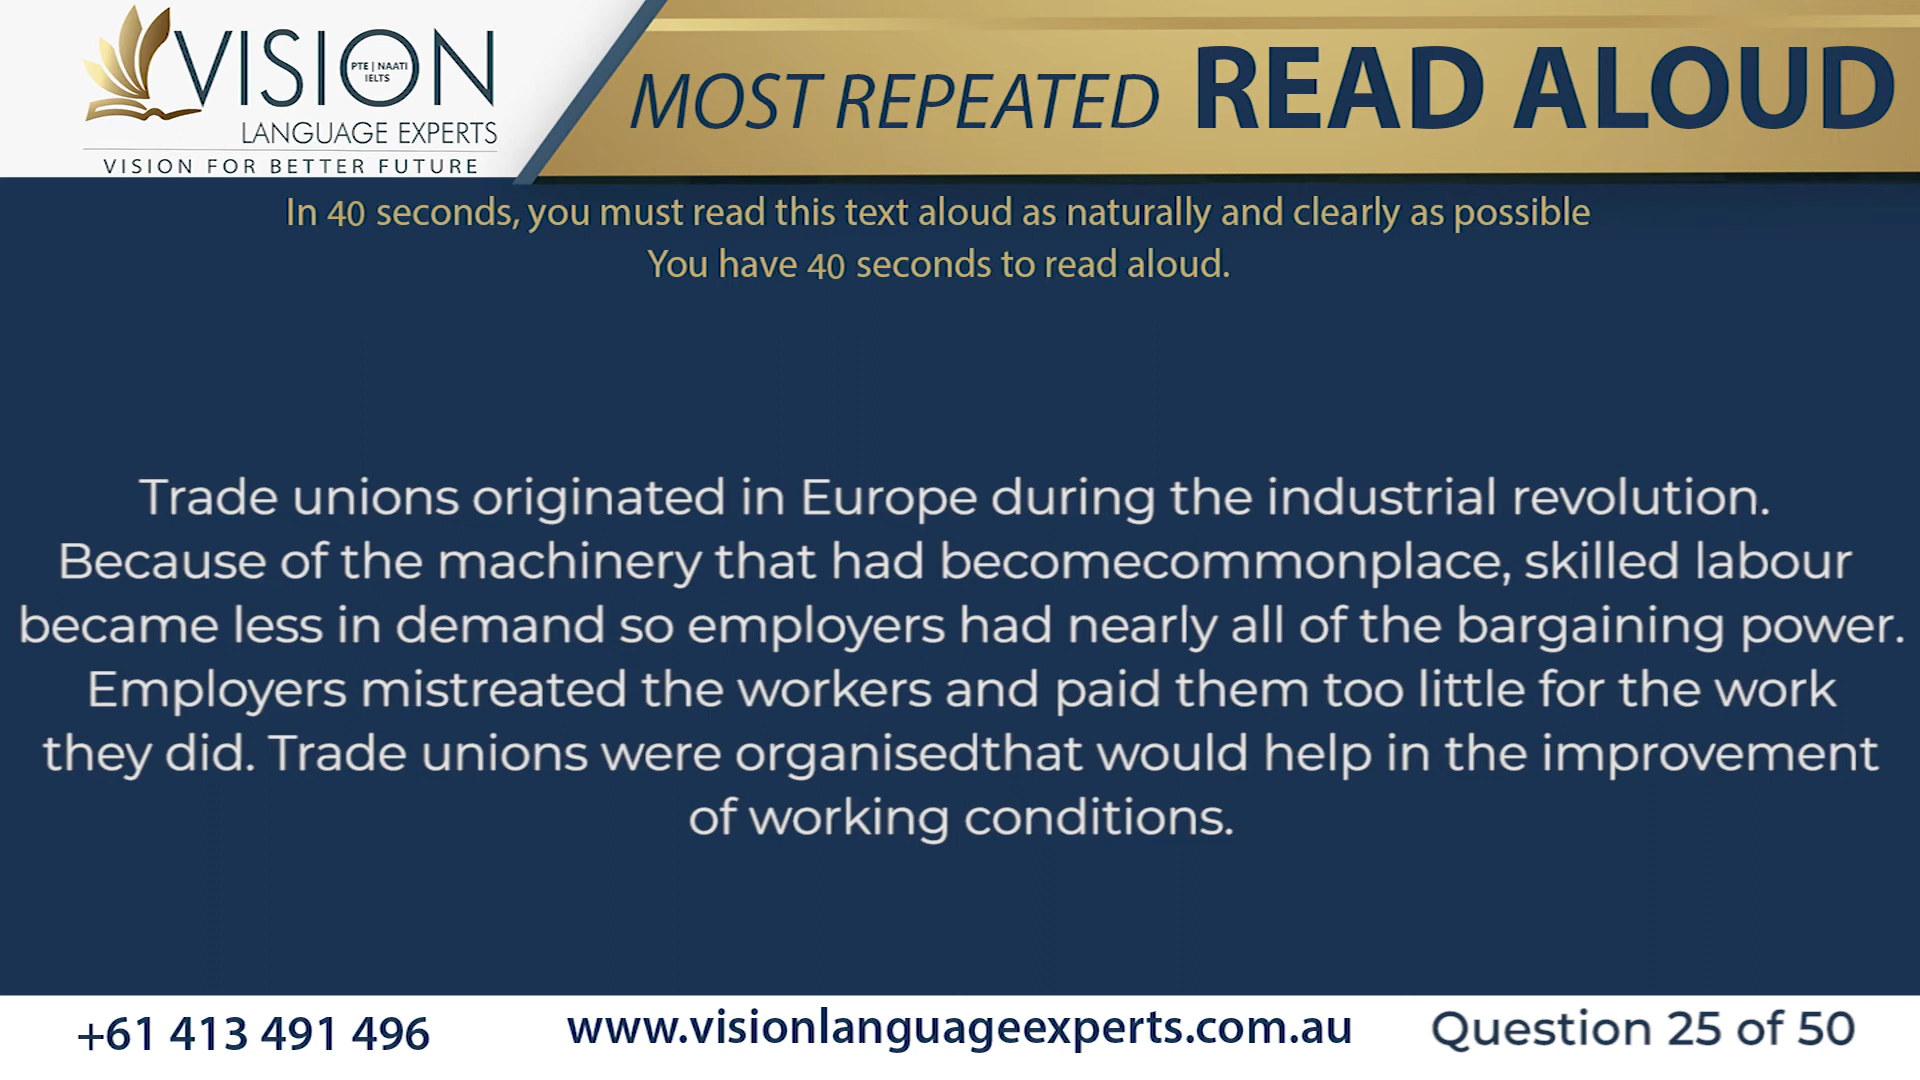 VISION
PTE | NAATI
IELTS
LANGUAGE EXPERTS
VISION FOR BETTER FUTURE
MOST REPEATED READ ALOUD
In 40 seconds, you must read this text aloud as naturally and clearly as possible
You have 40 seconds to read aloud.
Trade unions originated in Europe during the industrial revolution.
Because of the machinery that had becomecommonplace, skilled labour
became less in demand so employers had nearly all of the bargaining power.
Employers mistreated the workers and paid them too little for the work
they did. Trade unions were organisedthat would help in the improvement
of working conditions.
+61 413 491 496
www.visionlanguageexperts.com.au
Question 25 of 50